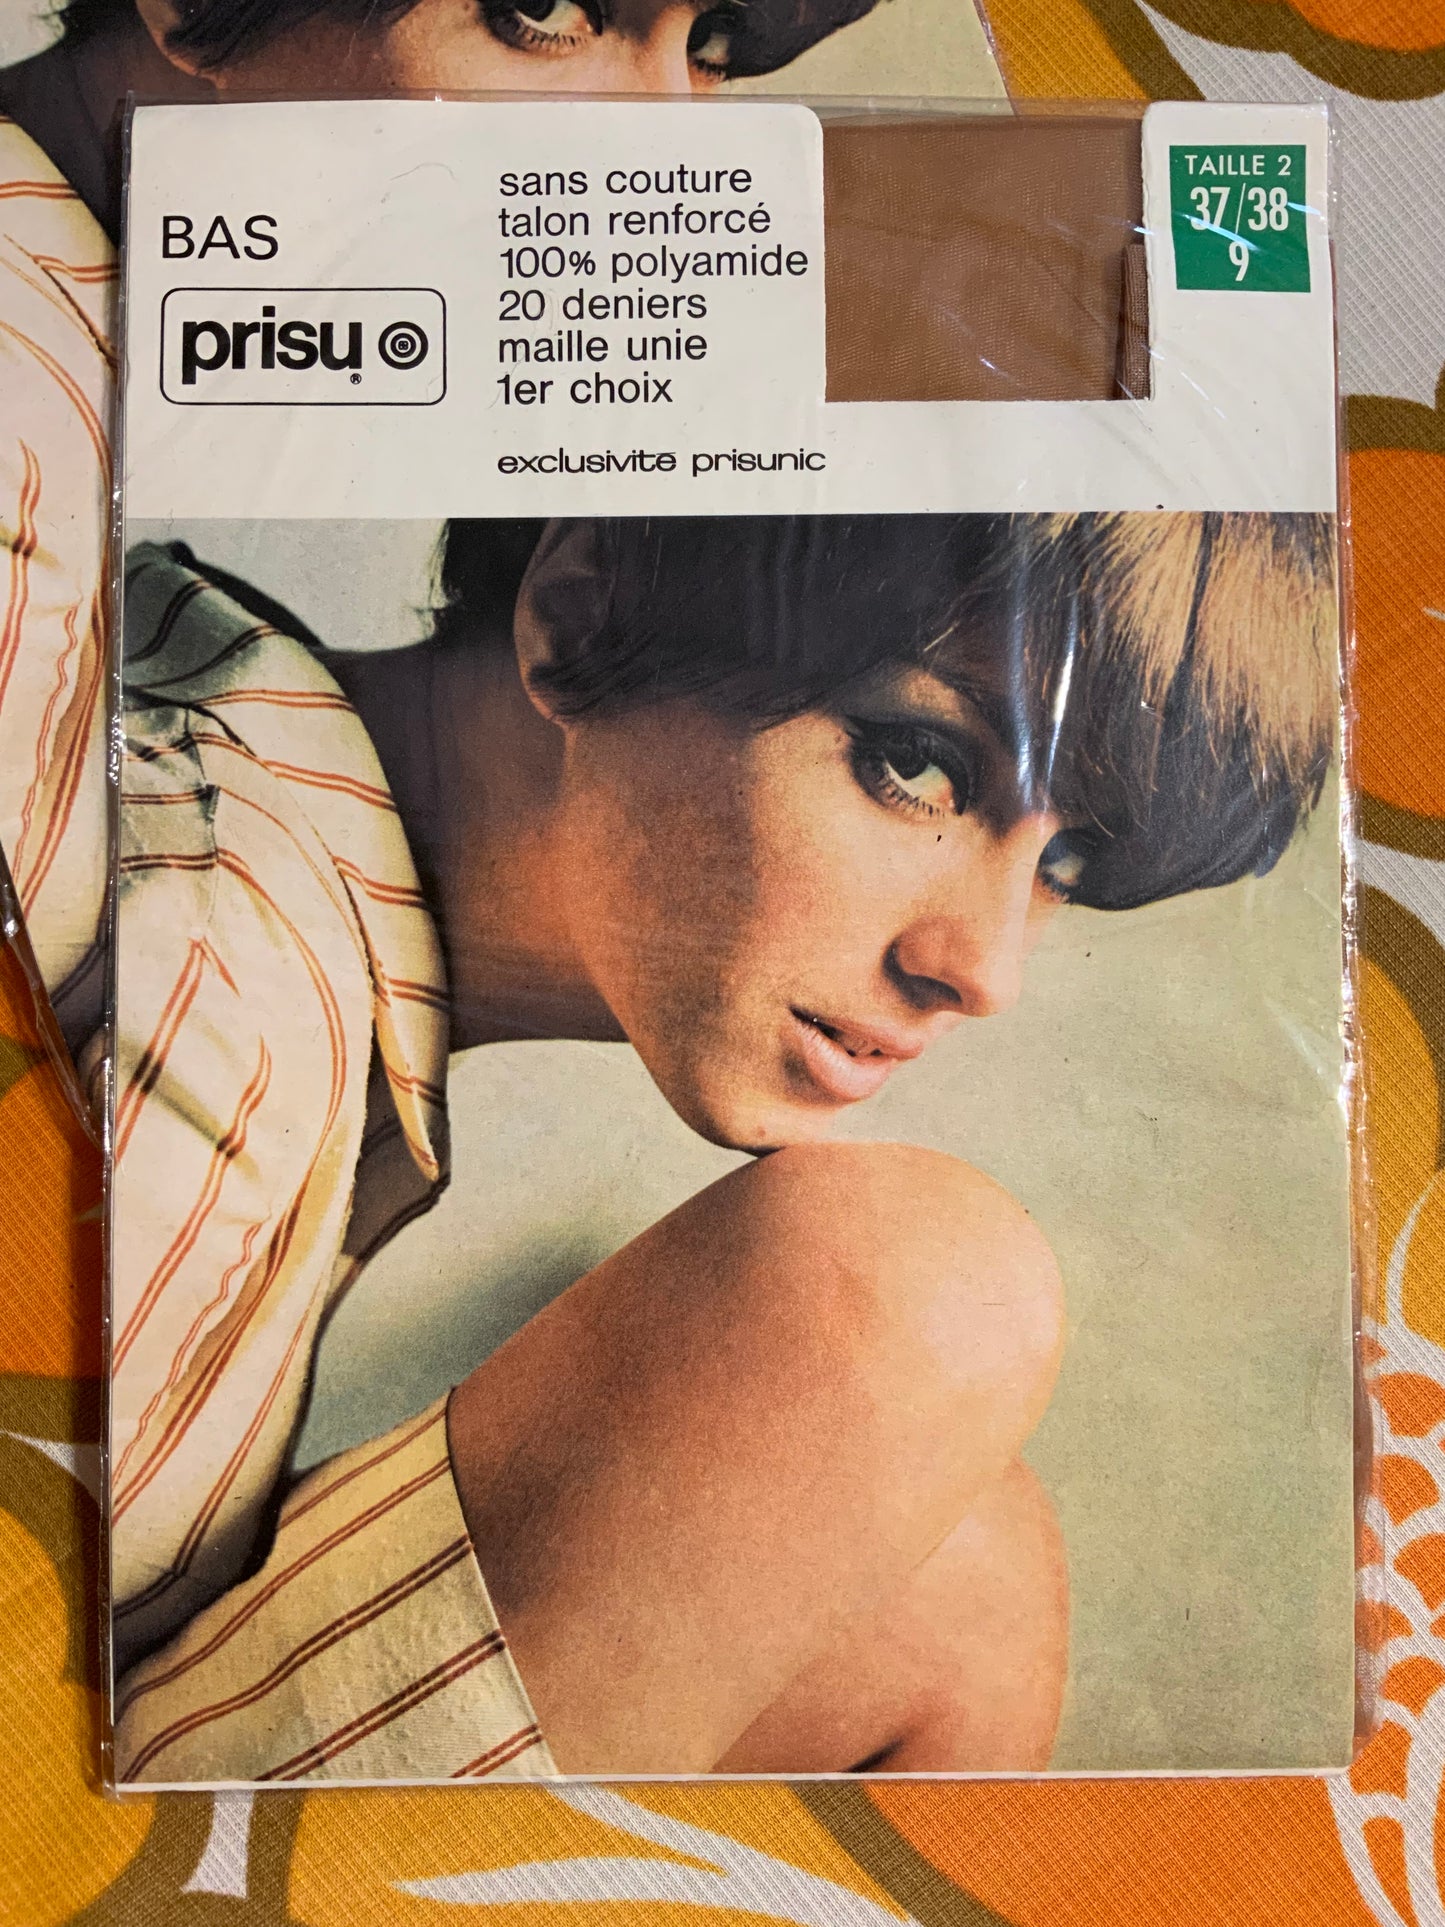 BAS
prisu
®
sans couture
talon renforcé
100% polyamide
20 deniers
maille unie
1er choix
exclusivité prisunic
TAILLE 2
37/38
9